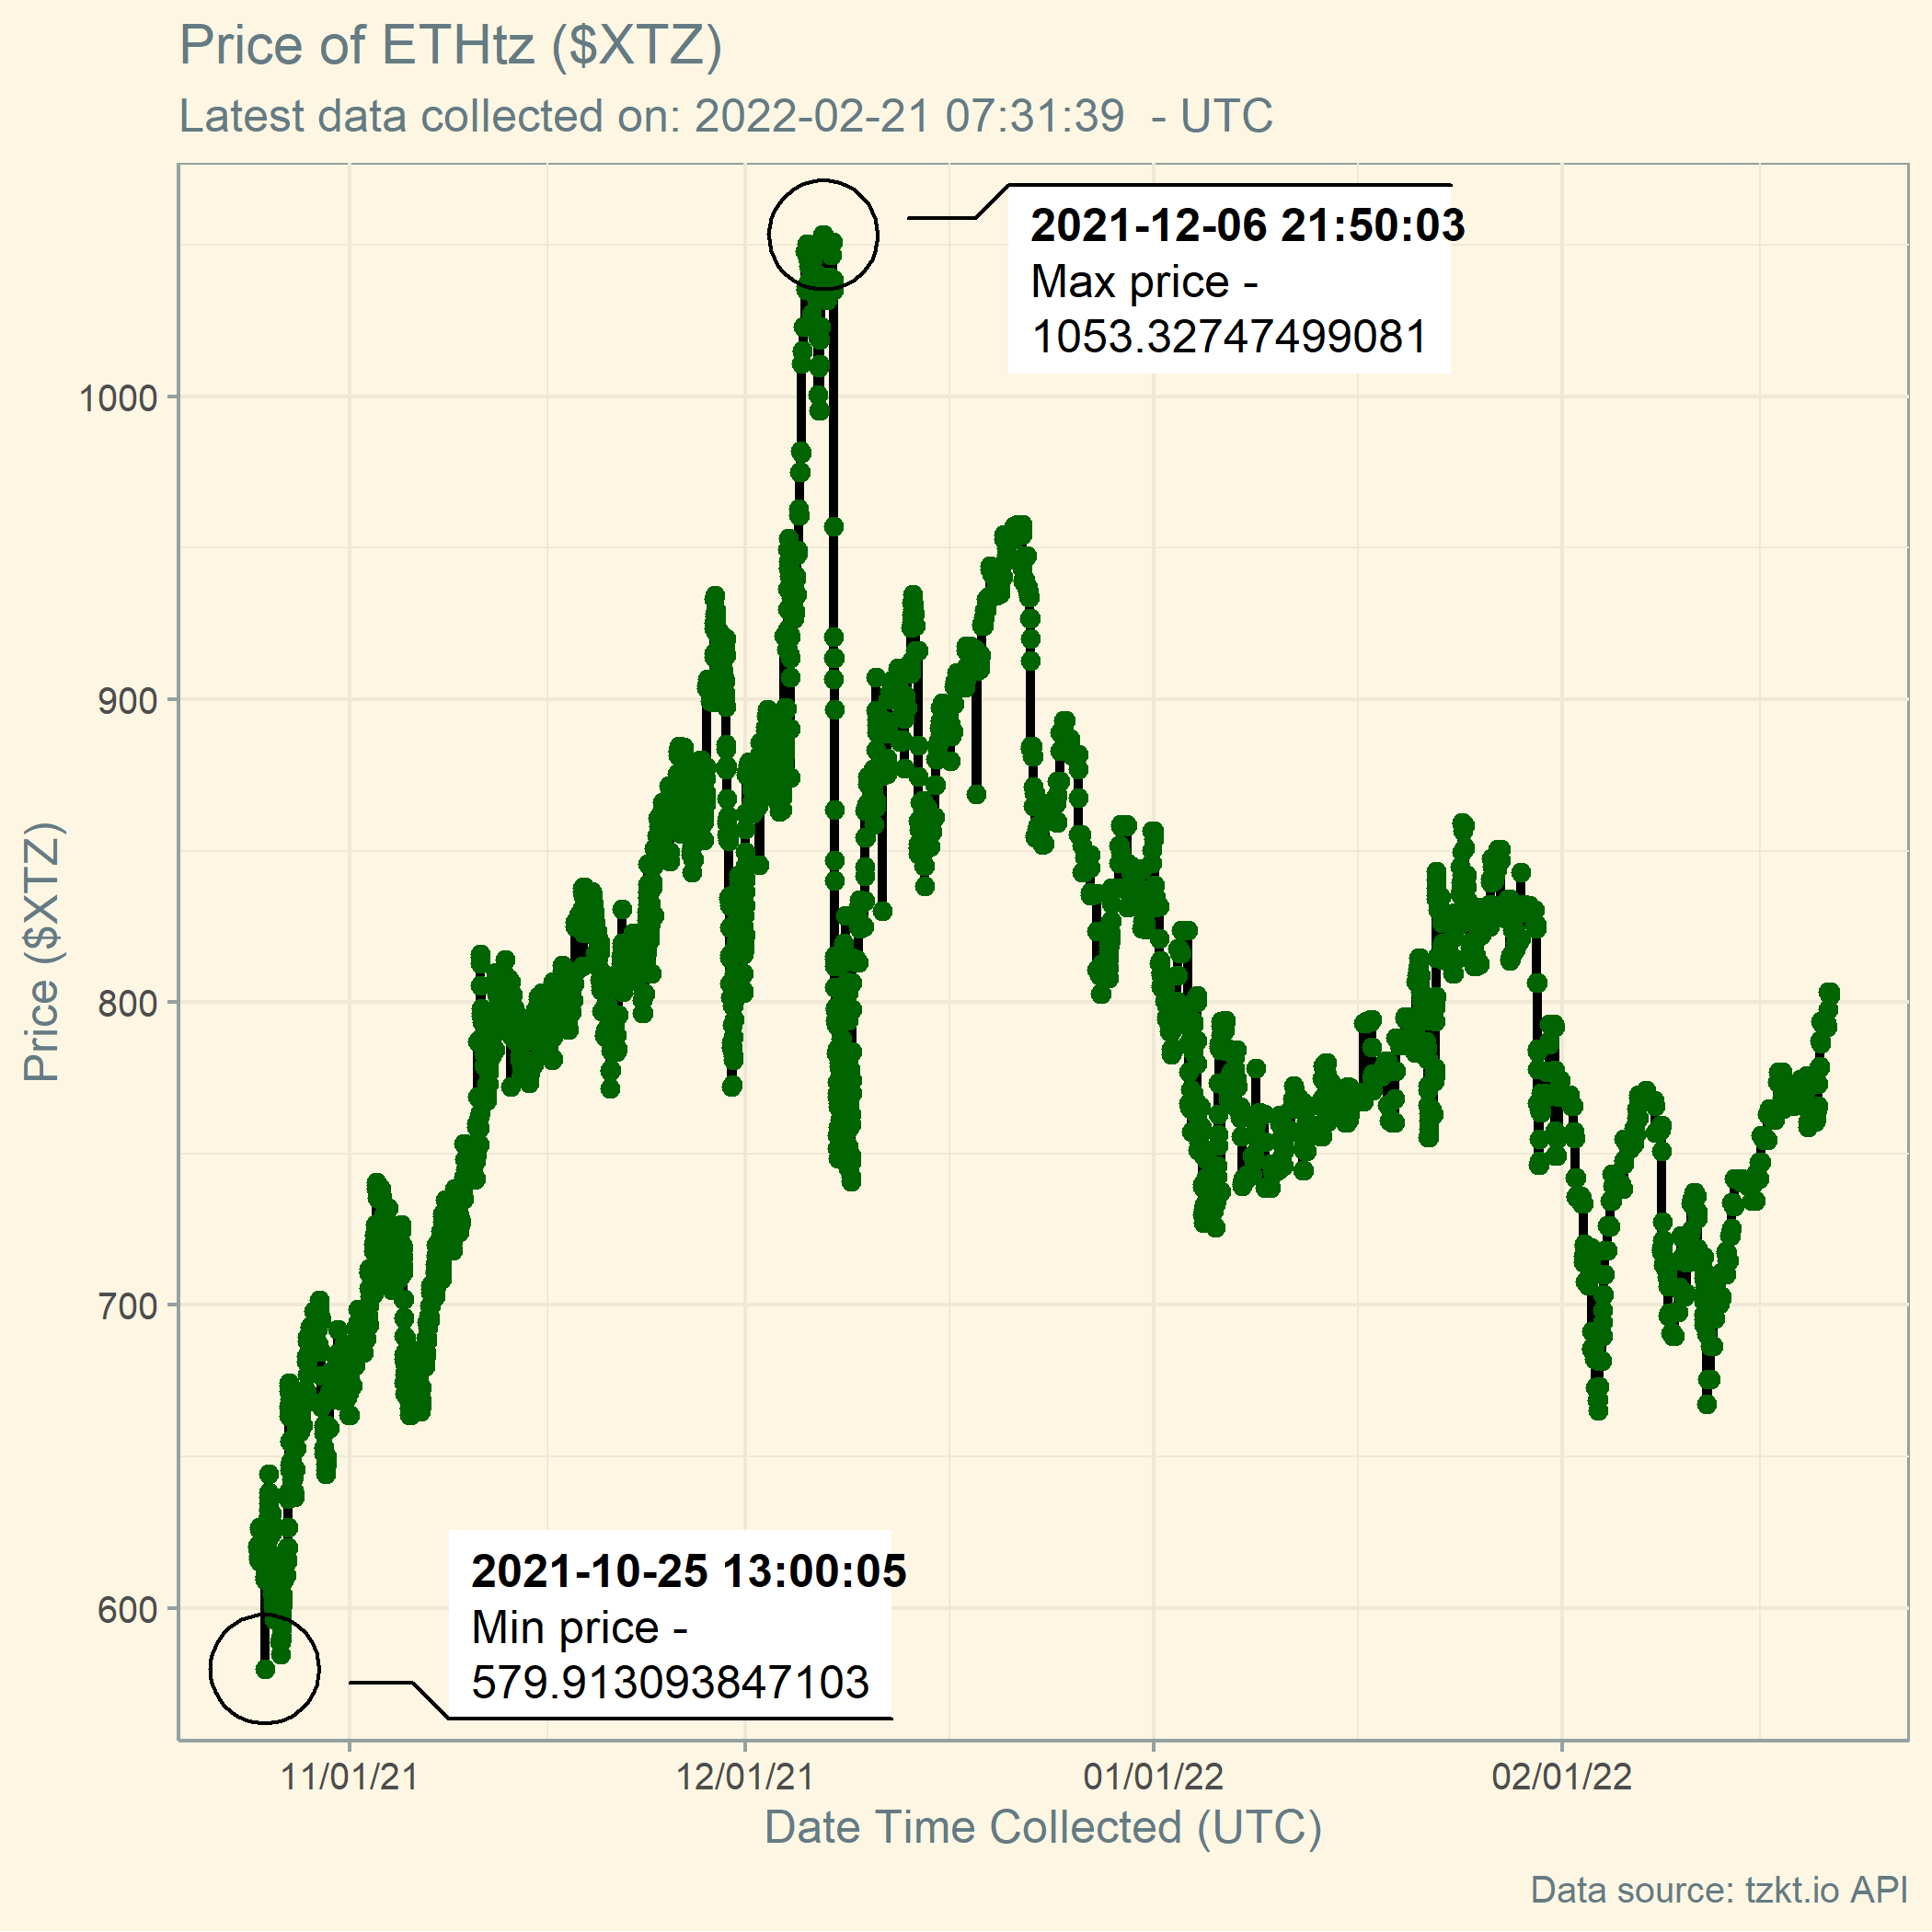 Price of ETHtz ($XTZ)
Latest data collected on: 2022-02-21 07:31:39  - UTC
2021-12-06 21:50:03
Max price -
1053.32747499081
1000
900
800
700
600
Price ($XTZ)
2021-10-25 13:00:05
Min price -
579.913093847103
11/01/21
12/01/21
01/01/22
02/01/22
Date Time Collected (UTC)
Data source: tzkt.io API